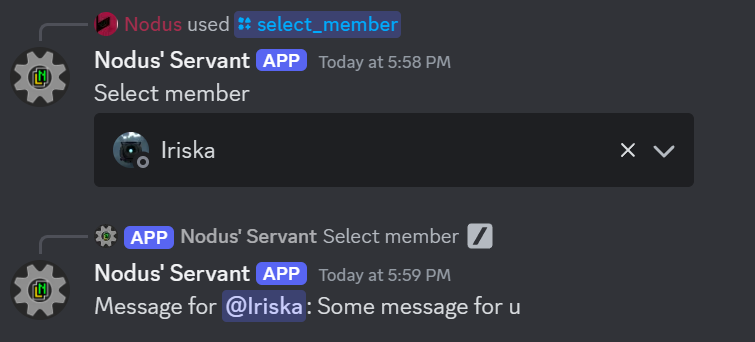 Nodus used select_member
Nodus' Servant APP Today at 5:58 PM
Select member
Iriska
APP Nodus' Servant Select member
Nodus' Servant APP Today at 5:59 PM
Message for @Iriska: Some message for u